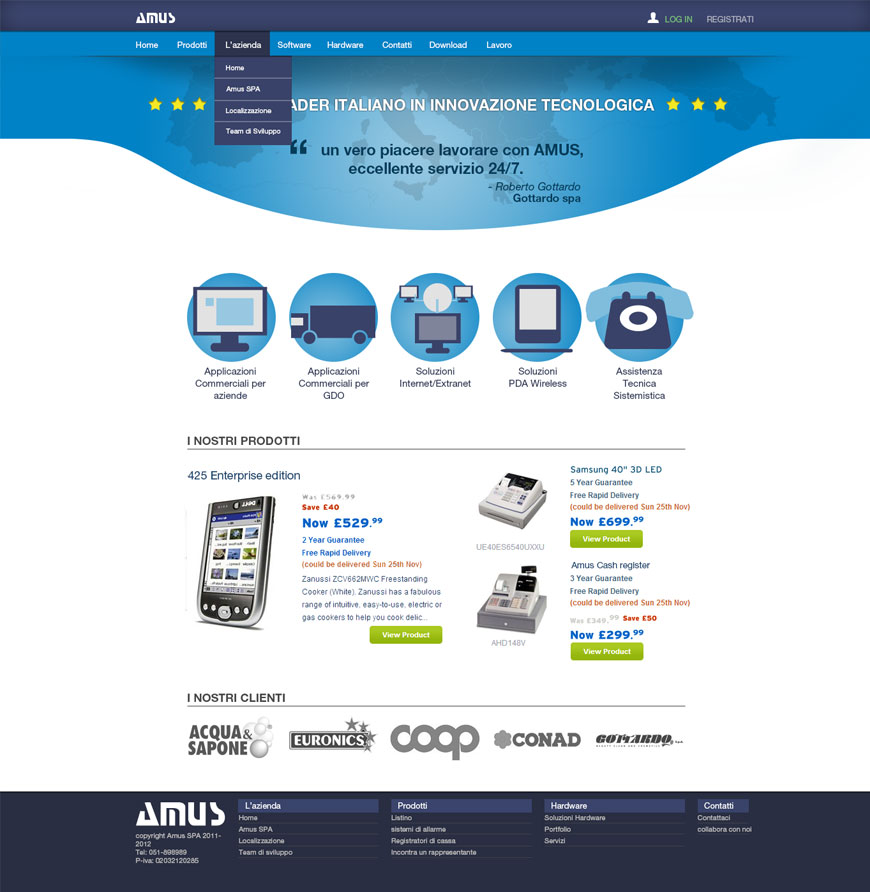 AMUS
LOG IN REGISTRATI
Home Prodotti L'azienda Software Hardware Contatti Download Lavoro
Home
Amus SPA
Localizzazione
Team di Sviluppo
ADER ITALIANO IN INNOVAZIONE TECNOLOGICA
“ un vero piacere lavorare con AMUS,
eccellente servizio 24/7.
- Roberto Gottardo
Gottardo spa
Applicazioni
Commerciali per
aziende
Applicazioni
Commerciali per
GDO
Soluzioni
Internet/Extranet
Soluzioni
PDA Wireless
Assistenza
Tecnica
Sistemistica
I NOSTRI PRODOTTI
425 Enterprise edition
Was £569.99
Save £40
Now £529.99
2 Year Guarantee
Free Rapid Delivery
(could be delivered Sun 25th Nov)
Zanussi ZCV662MWC Freestanding
Cooker (White). Zanussi has a fabulous
range of intuitive, easy-to-use, electric or
gas cookers to help you cook delic...
View Product
UE40ES6540UXXU
Samsung 40" 3D LED
5 Year Guarantee
Free Rapid Delivery
(could be delivered Sun 25th Nov)
Now £699.99
View Product
AHD148V
Amus Cash register
3 Year Guarantee
Free Rapid Delivery
(could be delivered Sun 25th Nov)
Was £349.99 Save £50
Now £299.99
View Product
I NOSTRI CLIENTI
ACQUA &
SAPONE
EURONICS
coop
CONAD
GOTTARDO SpA
AMUS
copyright Amus SPA 2011-
2012
Tel: 051-898989
P-iva: 02032120285
L'azienda
Home
Amus SPA
Localizzazione
Team di sviluppo
Prodotti
Listino
sistemi di allarme
Registratori di cassa
Incontra un rappresentante
Hardware
Soluzioni Hardware
Portfolio
Servizi
Contatti
Contattaci
collabora con noi